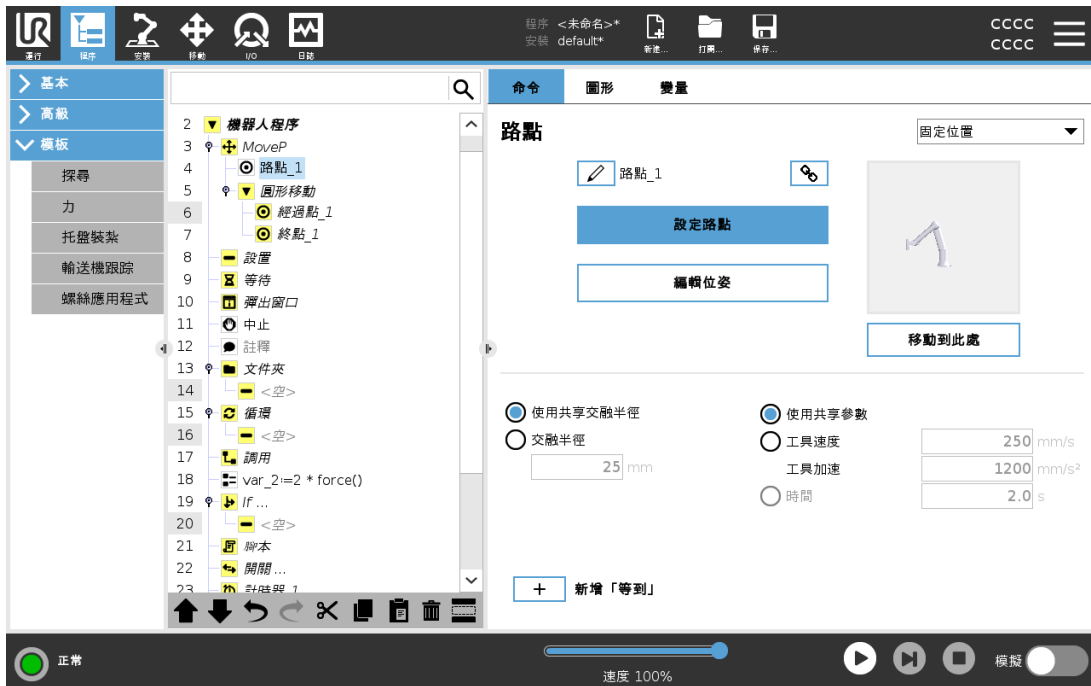 UR
運行
程序
安裝
移動
I/O
日誌
程序 <未命名>*
安裝 default*
新建...
打開...
保存...
CCCC
CCCC
基本
高級
模板
探尋
力
托盤裝紮
輸送機跟踪
螺絲應用程式
2 機器人程序
3 MoveP
4 路點_1
5 圓形移動
6 經過點_1
7 終點_1
8 設置
9 等待
10 彈出窗口
11 中止
12 註釋
13 文件夾
14 <空>
15 循環
16 <空>
17 調用
18 var_2≔2 * force()
19 If ...
20 <空>
21 腳本
22 開關 ...
23 計時器_1
命令
圖形
變量
路點
固定位置
路點_1
設定路點
編輯位姿
移動到此處
使用共享交融半徑
交融半徑
25 mm
使用共享參數
工具速度 250 mm/s
工具加速 1200 mm/s²
時間 2.0 s
+ 新增「等到」
正常
速度 100%
模擬